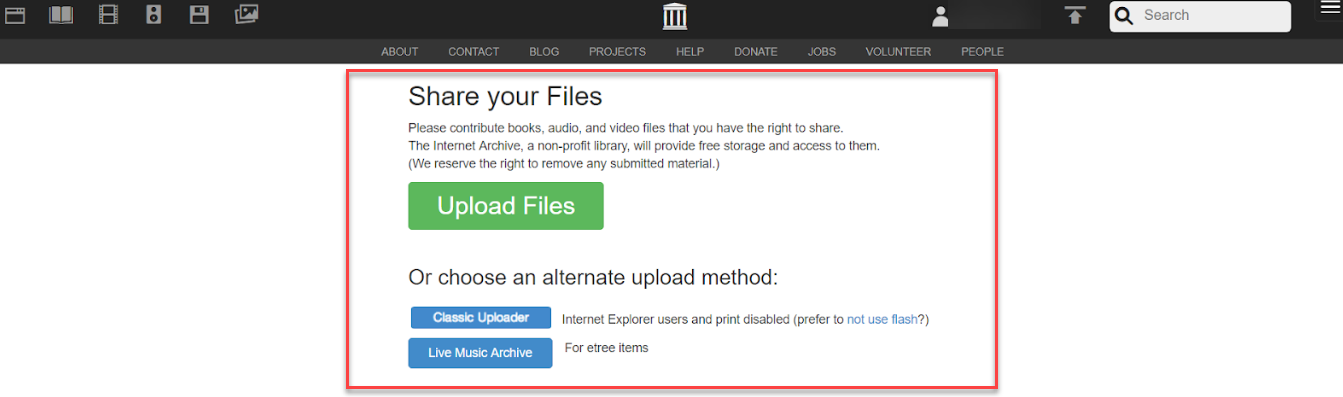 Search
ABOUT CONTACT BLOG PROJECTS HELP DONATE JOBS VOLUNTEER PEOPLE
Share your Files
Please contribute books, audio, and video files that you have the right to share.
The Internet Archive, a non-profit library, will provide free storage and access to them.
(We reserve the right to remove any submitted material.)
Upload Files
Or choose an alternate upload method:
Classic Uploader Internet Explorer users and print disabled (prefer to not use flash?)
Live Music Archive For etree items